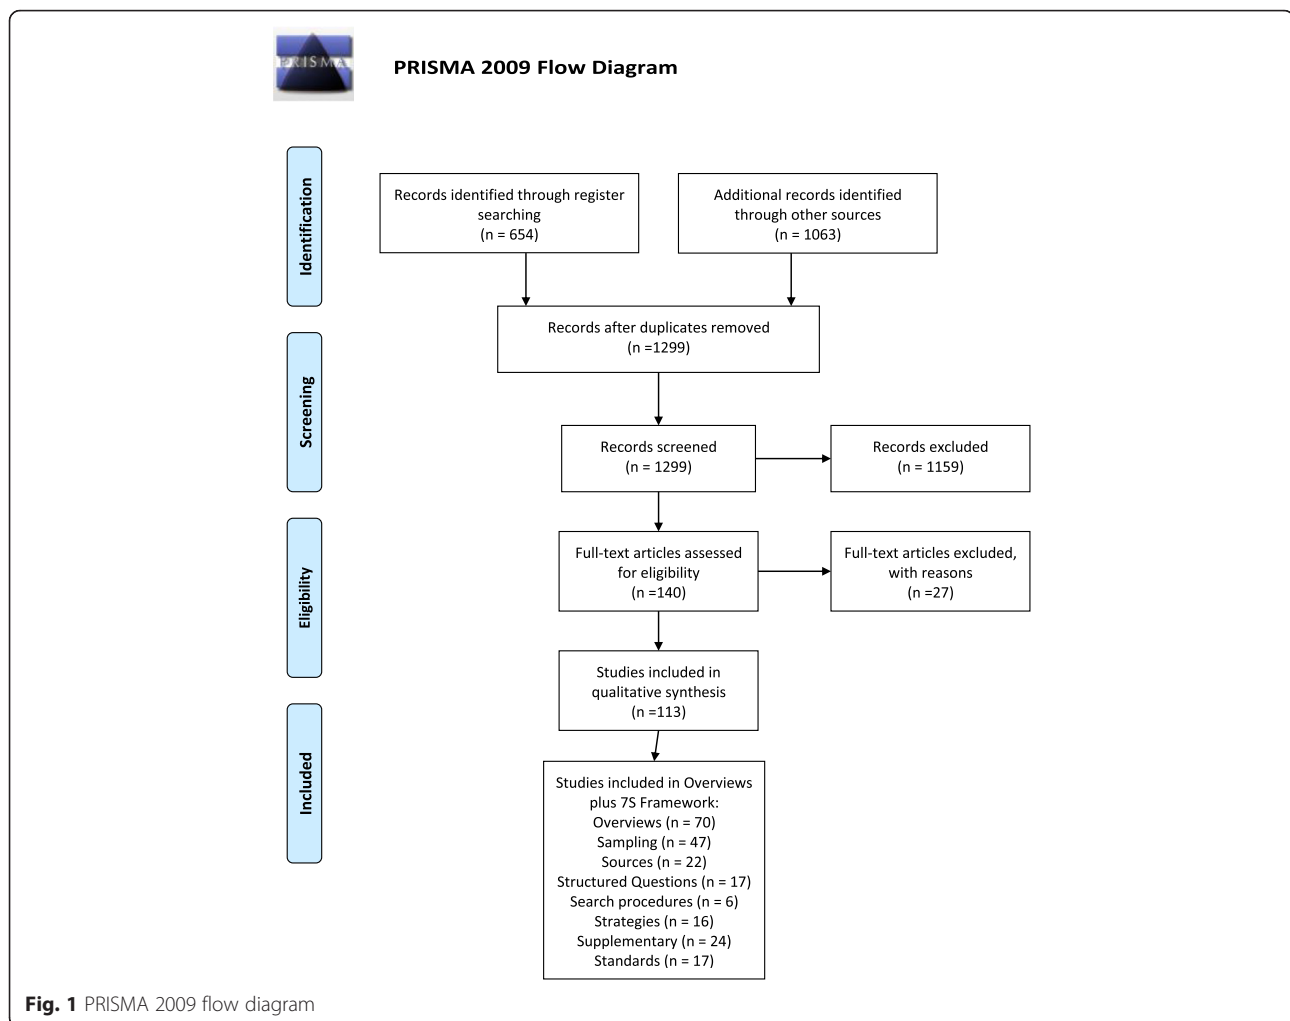 PRISMA
PRISMA 2009 Flow Diagram
Identification
Records identified through register
searching
(n = 654)
Additional records identified
through other sources
(n = 1063)
Records after duplicates removed
(n =1299)
Screening
Records screened
(n = 1299)
Records excluded
(n = 1159)
Eligibility
Full-text articles assessed
for eligibility
(n =140)
Full-text articles excluded,
with reasons
(n =27)
Studies included in
qualitative synthesis
(n =113)
Included
Studies included in Overviews
plus 7S Framework:
Overviews (n = 70)
Sampling (n = 47)
Sources (n = 22)
Structured Questions (n = 17)
Search procedures (n = 6)
Strategies (n = 16)
Supplementary (n = 24)
Standards (n = 17)
Fig. 1 PRISMA 2009 flow diagram